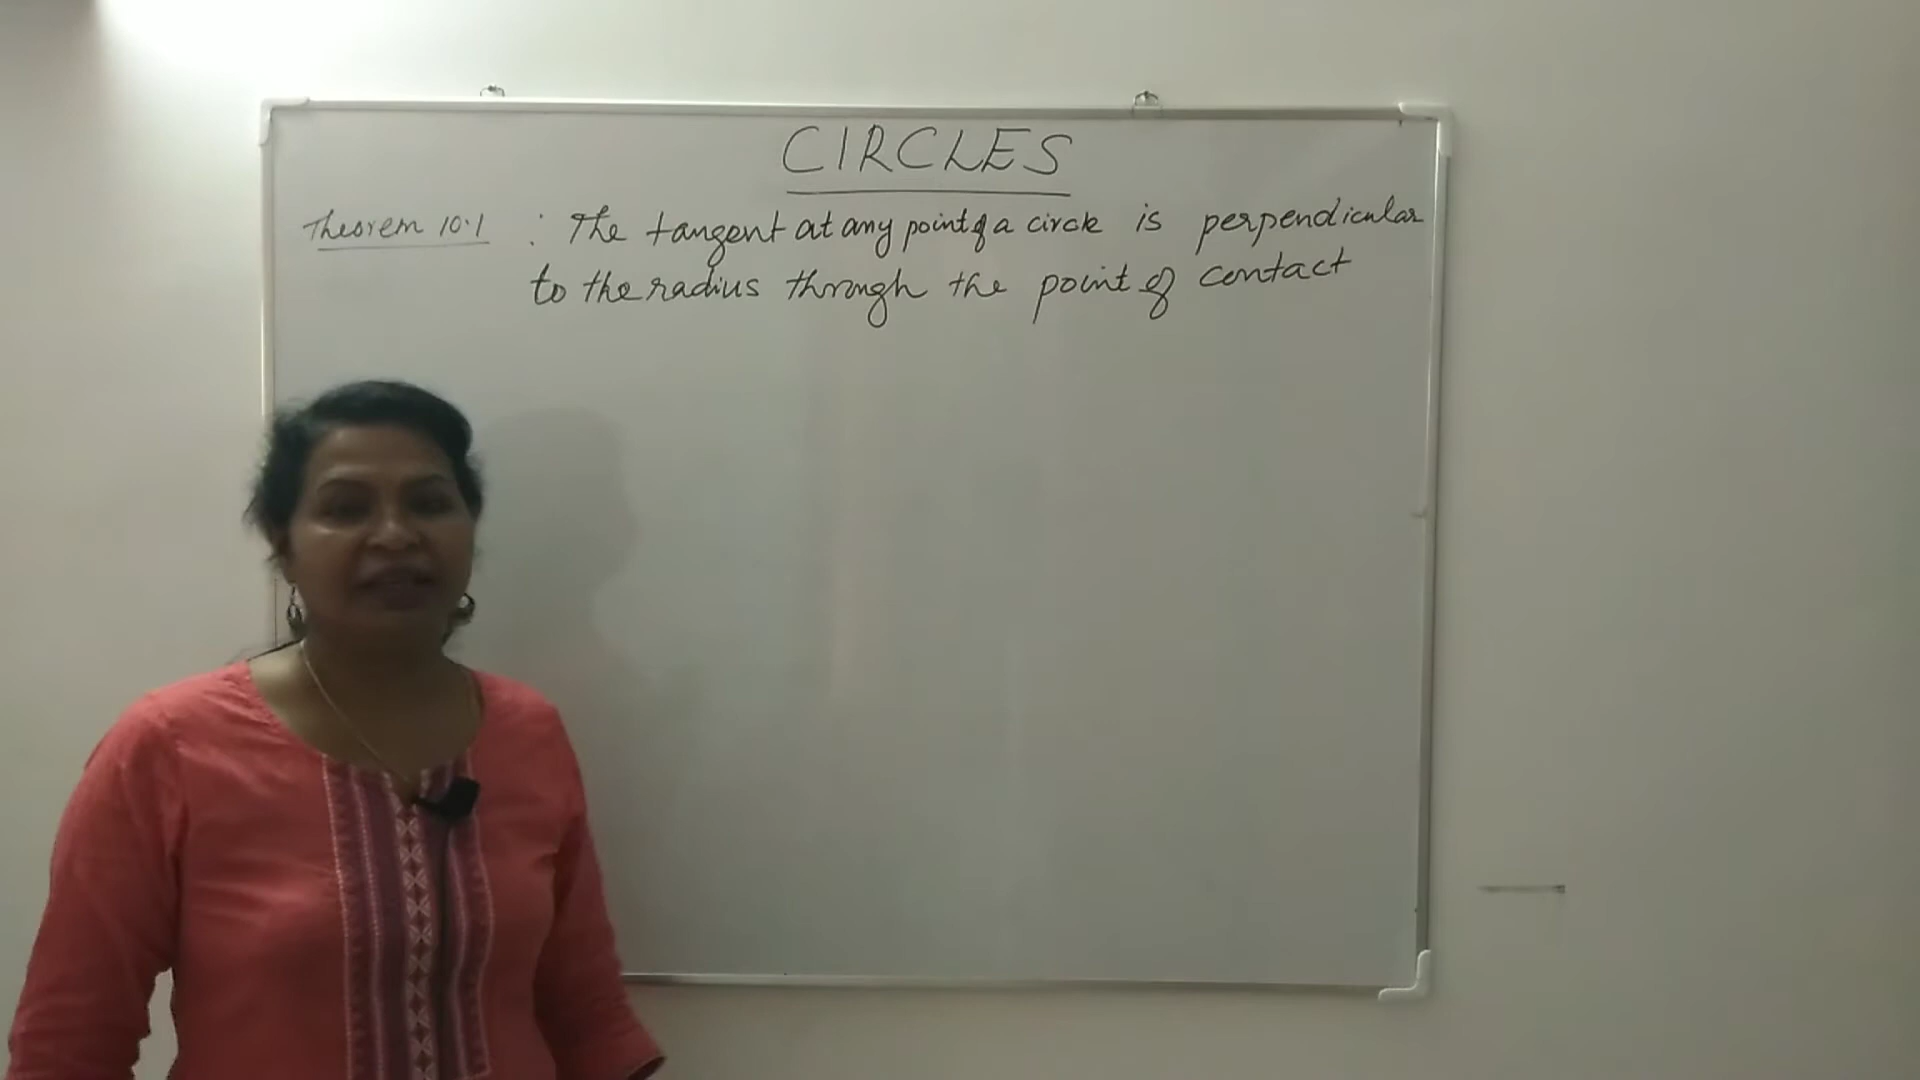 CIRCLES
Theorem 10.1 : The tangent at any point of a circle is perpendicular
to the radius through the point of contact